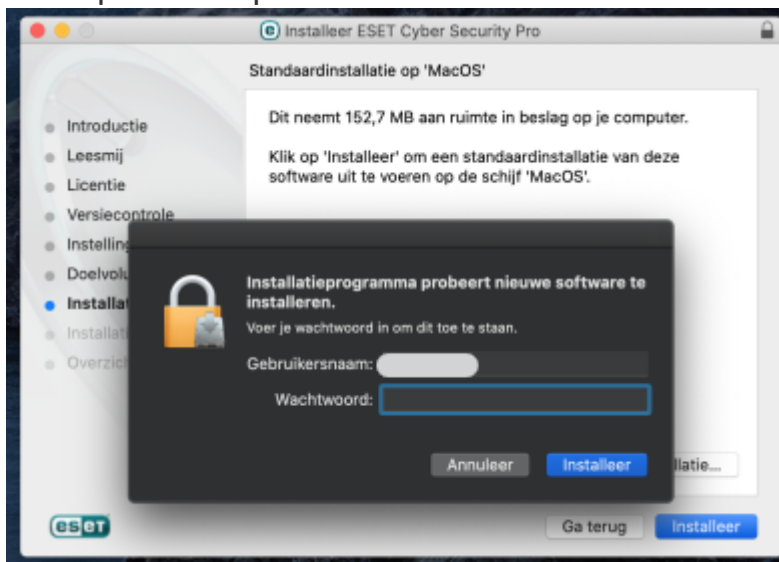 Installeer ESET Cyber Security Pro
Standaardinstallatie op 'MacOS'
Introductie
Leesmij
Licentie
Versiecontrole
Dit neemt 152,7 MB aan ruimte in beslag op je computer.
Klik op 'Installeer' om een standaardinstallatie van deze
software uit te voeren op de schijf 'MacOS'.
Installatieprogramma probeert nieuwe software te
installeren.
Voer je wachtwoord in om dit toe te staan.
Gebruikersnaam:
Wachtwoord:
Annuleer
Installeer
eset
Ga terug
Installeer